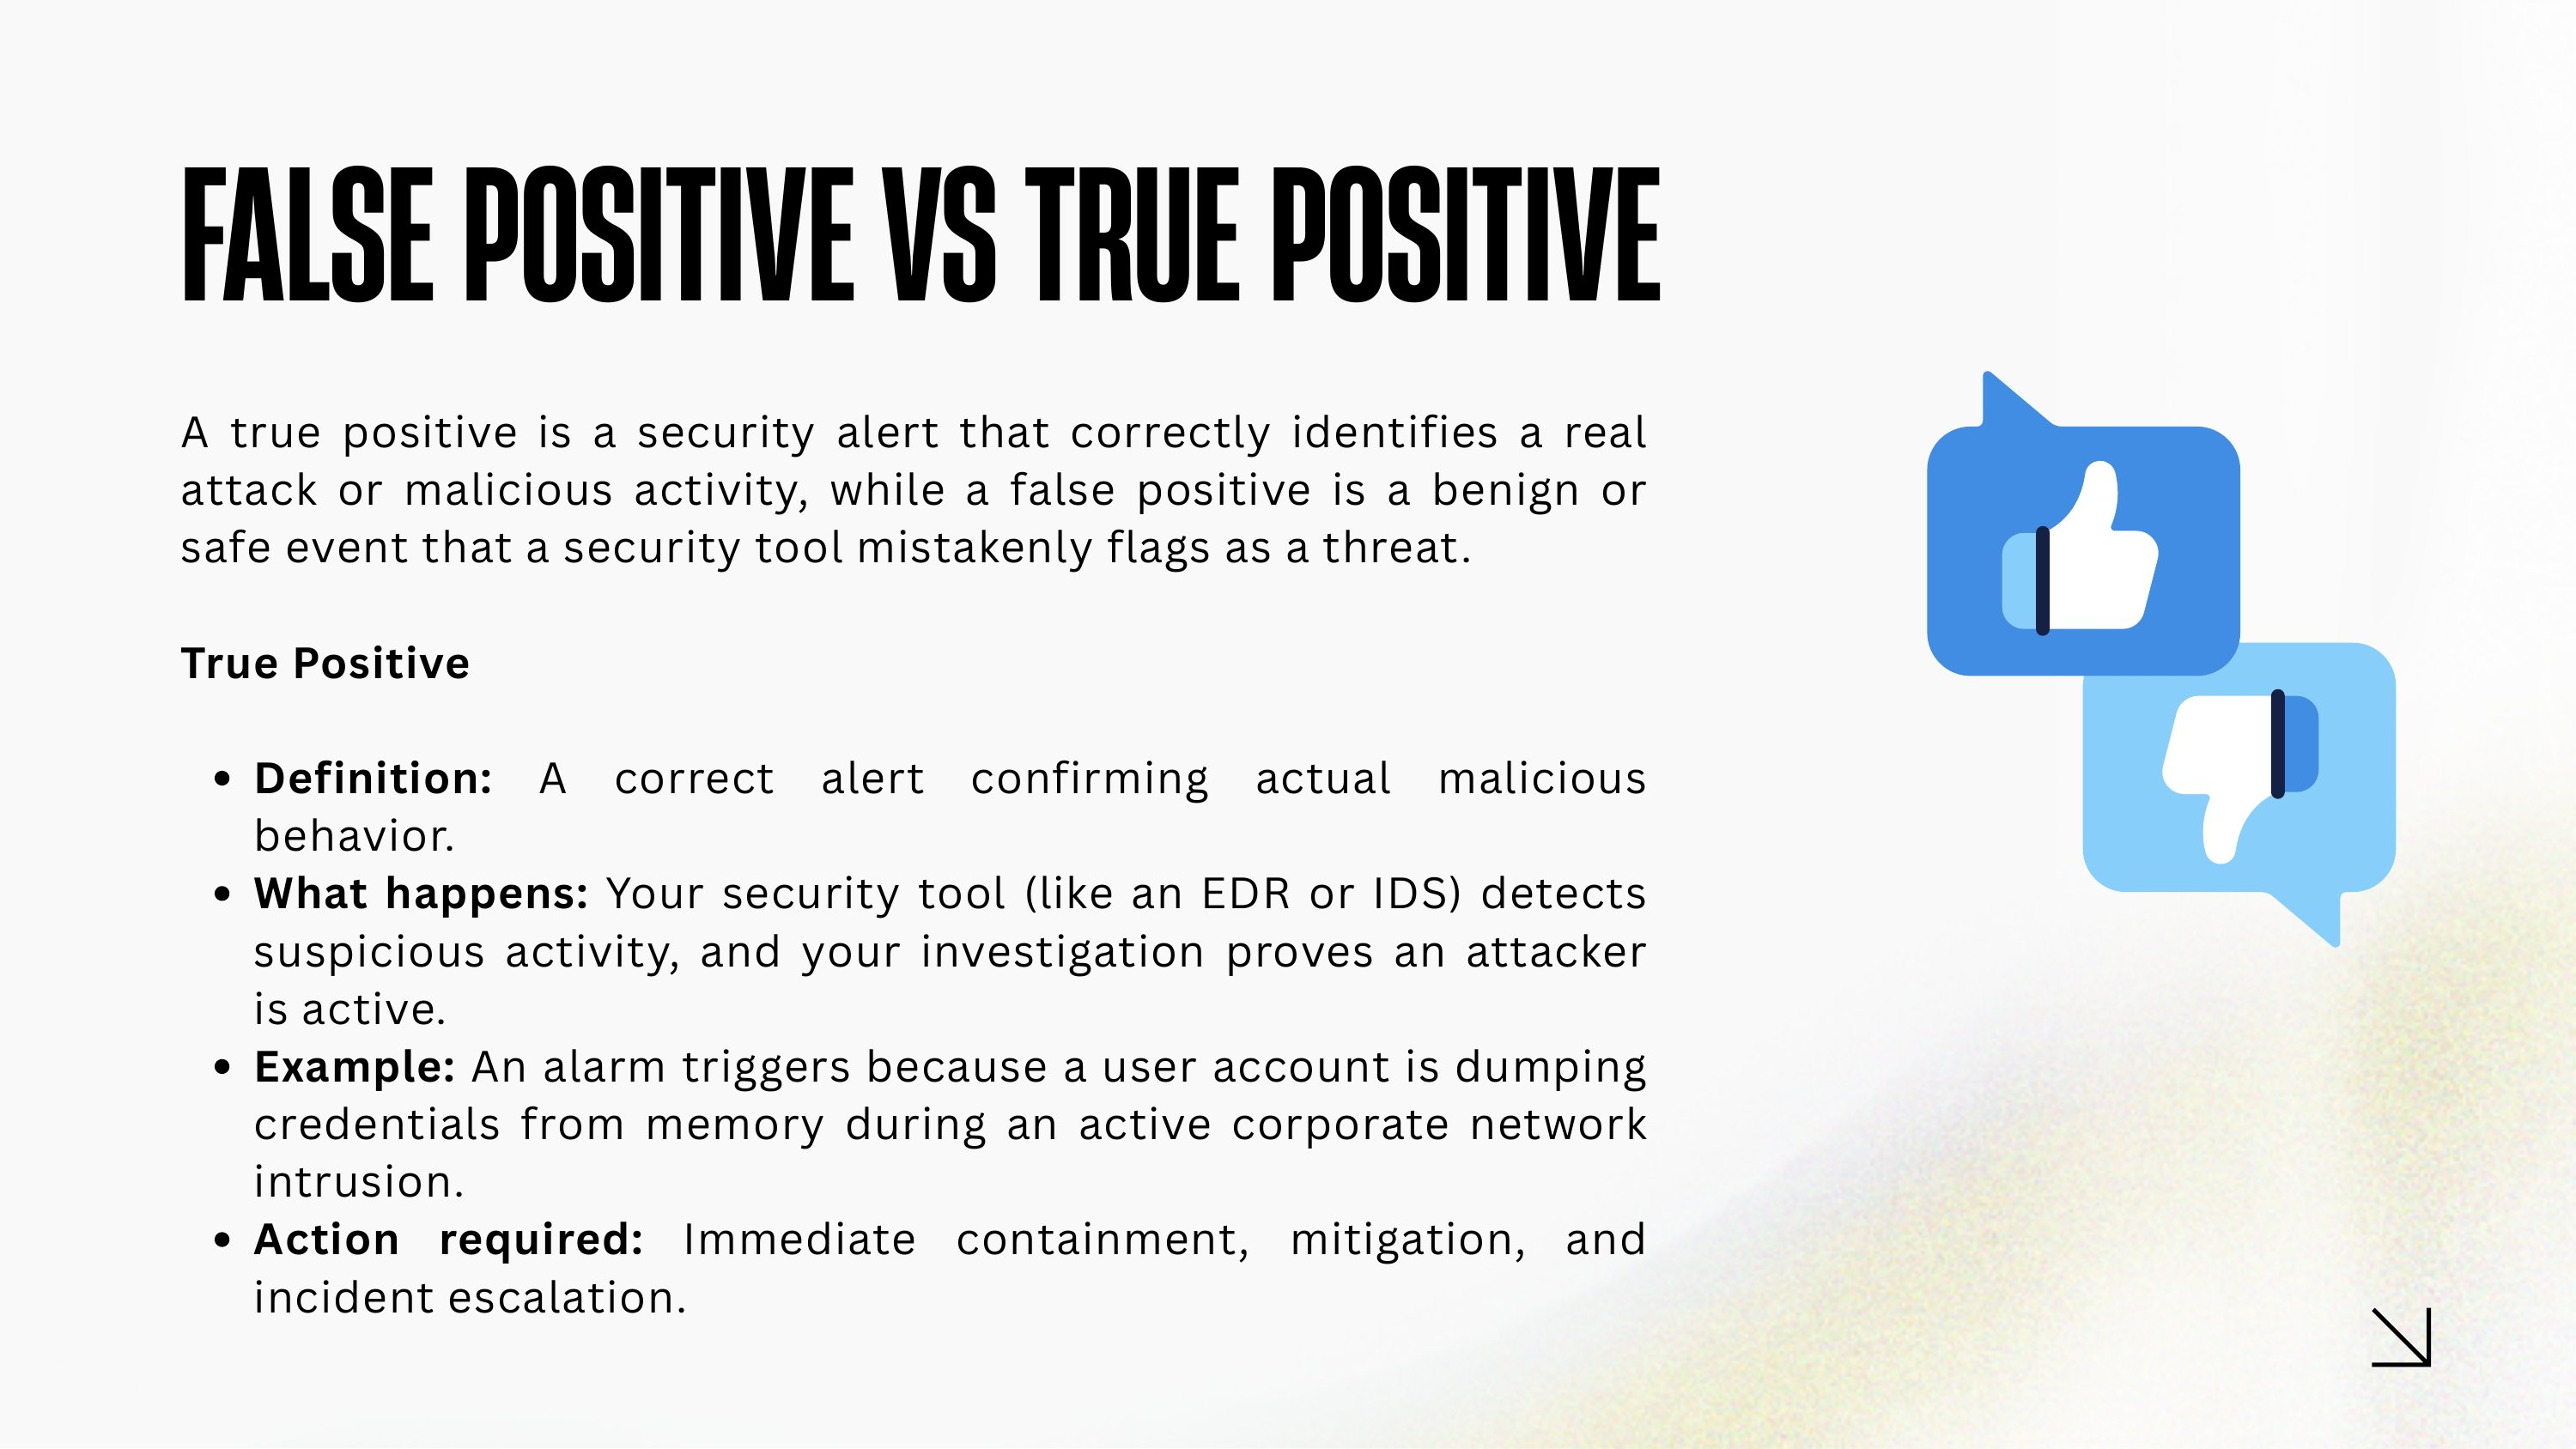 FALSE POSITIVE VS TRUE POSITIVE
A true positive is a security alert that correctly identifies a real
attack or malicious activity, while a false positive is a benign or
safe event that a security tool mistakenly flags as a threat.
True Positive
• Definition: A correct alert confirming actual malicious
behavior.
• What happens: Your security tool (like an EDR or IDS) detects
suspicious activity, and your investigation proves an attacker
is active.
• Example: An alarm triggers because a user account is dumping
credentials from memory during an active corporate network
intrusion.
• Action required: Immediate containment, mitigation, and
incident escalation.